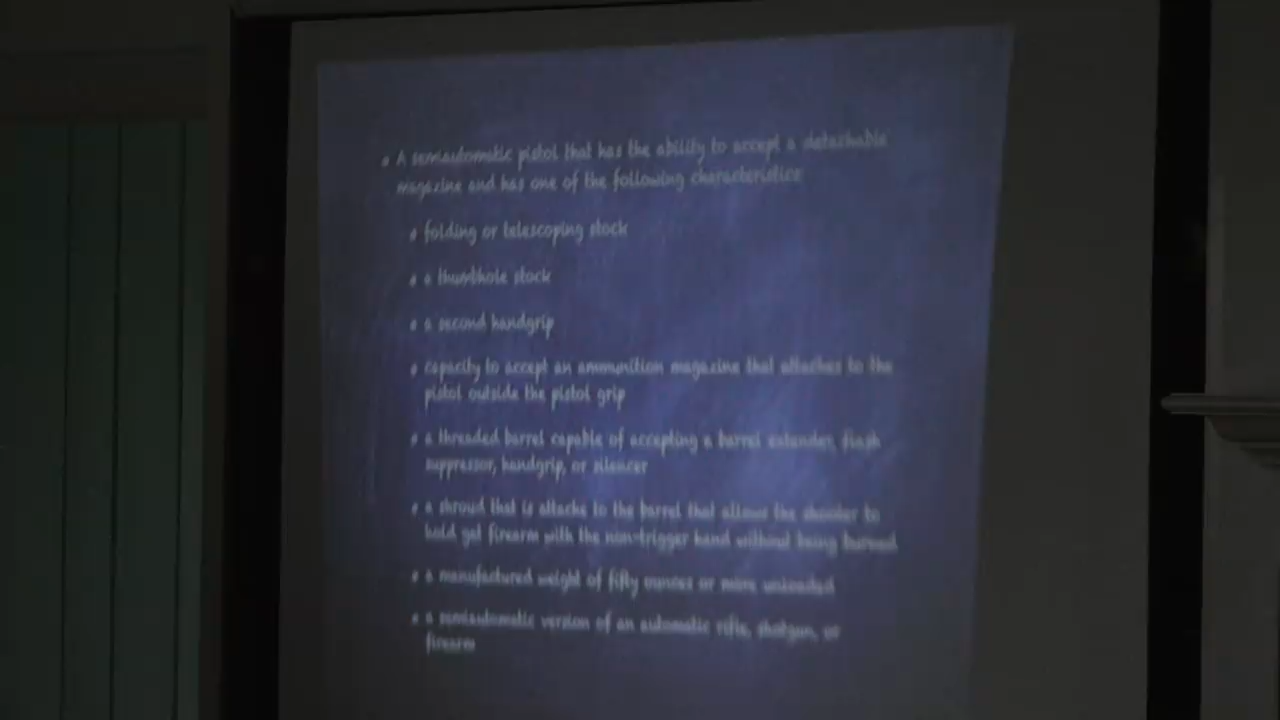 A semiautomatic pistol that has the ability to accept a detachable
magazine and has one of the following characteristics
folding or telescoping stock
a thumbhole stock
a second handgrip
capacity to accept an ammunition magazine that attaches to the
pistol outside the pistol grip
a threaded barrel capable of accepting a barrel extender, flash
suppressor, handgrip, or silencer
a shroud that is attache to the barrel that allows the shooter to
hold get firearm with the non-trigger hand without being burned
a manufactured weight of fifty ounces or more unloaded
a semiautomatic version of an automatic rifle, shotgun, or
firearm